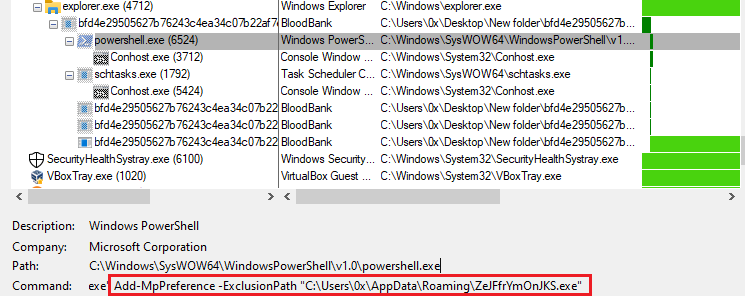 explorer.exe (4712) Windows Explorer C:\Windows\explorer.exe
bfd4e29505627b76243c4ea34c07b22af7 BloodBank C:\Users\0x\Desktop\New folder\bfd4e29505627b...
powershell.exe (6524) Windows PowerS... C:\Windows\SysWOW64\WindowsPowerShell\v1....
Conhost.exe (3712) Console Window ... C:\Windows\System32\Conhost.exe
schtasks.exe (1792) Task Scheduler C... C:\Windows\SysWOW64\schtasks.exe
Conhost.exe (5424) Console Window ... C:\Windows\System32\Conhost.exe
bfd4e29505627b76243c4ea34c07b22 BloodBank C:\Users\0x\Desktop\New folder\bfd4e29505627b...
bfd4e29505627b76243c4ea34c07b22 BloodBank C:\Users\0x\Desktop\New folder\bfd4e29505627b...
bfd4e29505627b76243c4ea34c07b22 BloodBank C:\Users\0x\Desktop\New folder\bfd4e29505627b...
SecurityHealthSystray.exe (6100) Windows Security... C:\Windows\System32\SecurityHealthSystray.exe
VBoxTray.exe (1020) VirtualBox Guest ... C:\Windows\System32\VBoxTray.exe
Description: Windows PowerShell
Company: Microsoft Corporation
Path: C:\Windows\SysWOW64\WindowsPowerShell\v1.0\powershell.exe
Command: exe" Add-MpPreference -ExclusionPath "C:\Users\0x\AppData\Roaming\ZeJFfrYmOnJKS.exe"